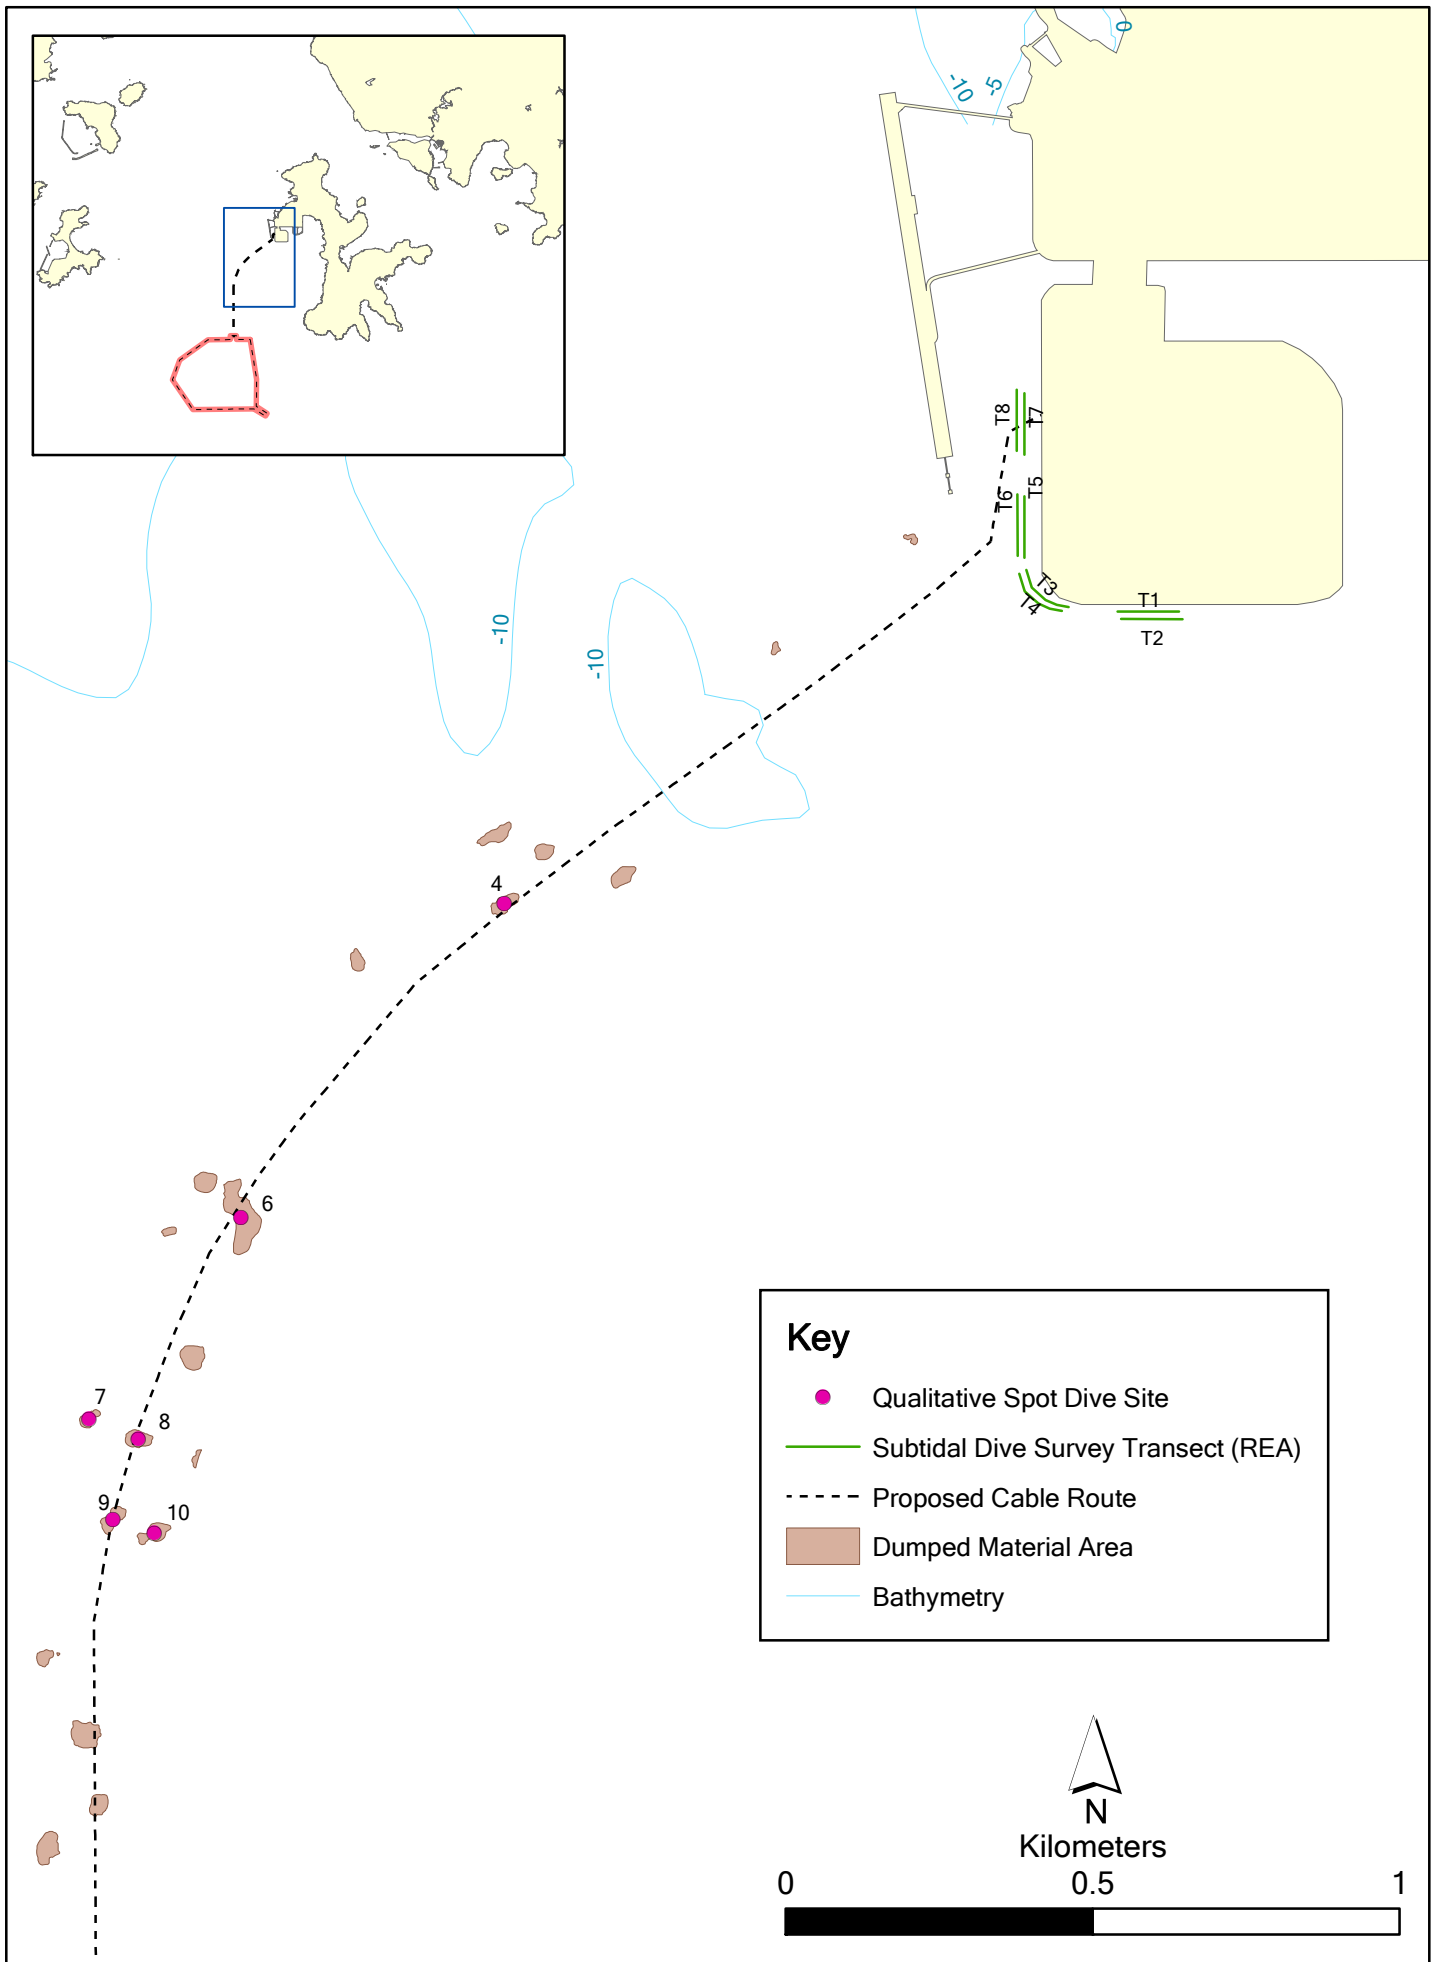 0
-10
-5
T8
T7
T6
T5
T3
T4
T1
T2
-10
-10
4
6
7
8
9
10
Key
Qualitative Spot Dive Site
Subtidal Dive Survey Transect (REA)
Proposed Cable Route
Dumped Material Area
Bathymetry
N
Kilometers
0 0.5 1